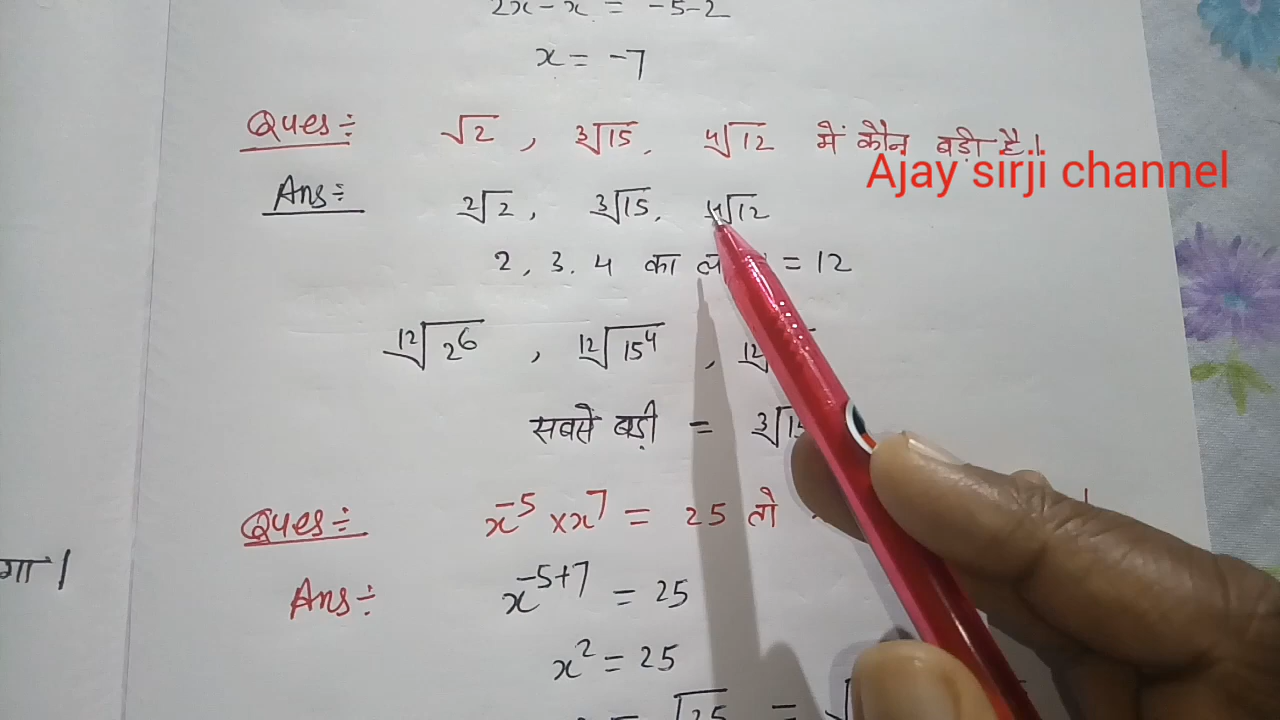 2x-x = -5-2
x = -7
Ques÷ √2 , ³√15, ⁴√12 में कौन बड़ी है।
Ajay sirji channel
Ans÷ ²√2, ³√15, ⁴√12
2, 3. 4 का = 12
¹²√2⁶ , ¹²√15⁴ ,
सबसे बड़ी = ³√15
Ques÷ x⁻⁵ × x⁷ = 25 तो
गा।
Ans÷ x⁻⁵⁺⁷ = 25
x² = 25
= √25 = √